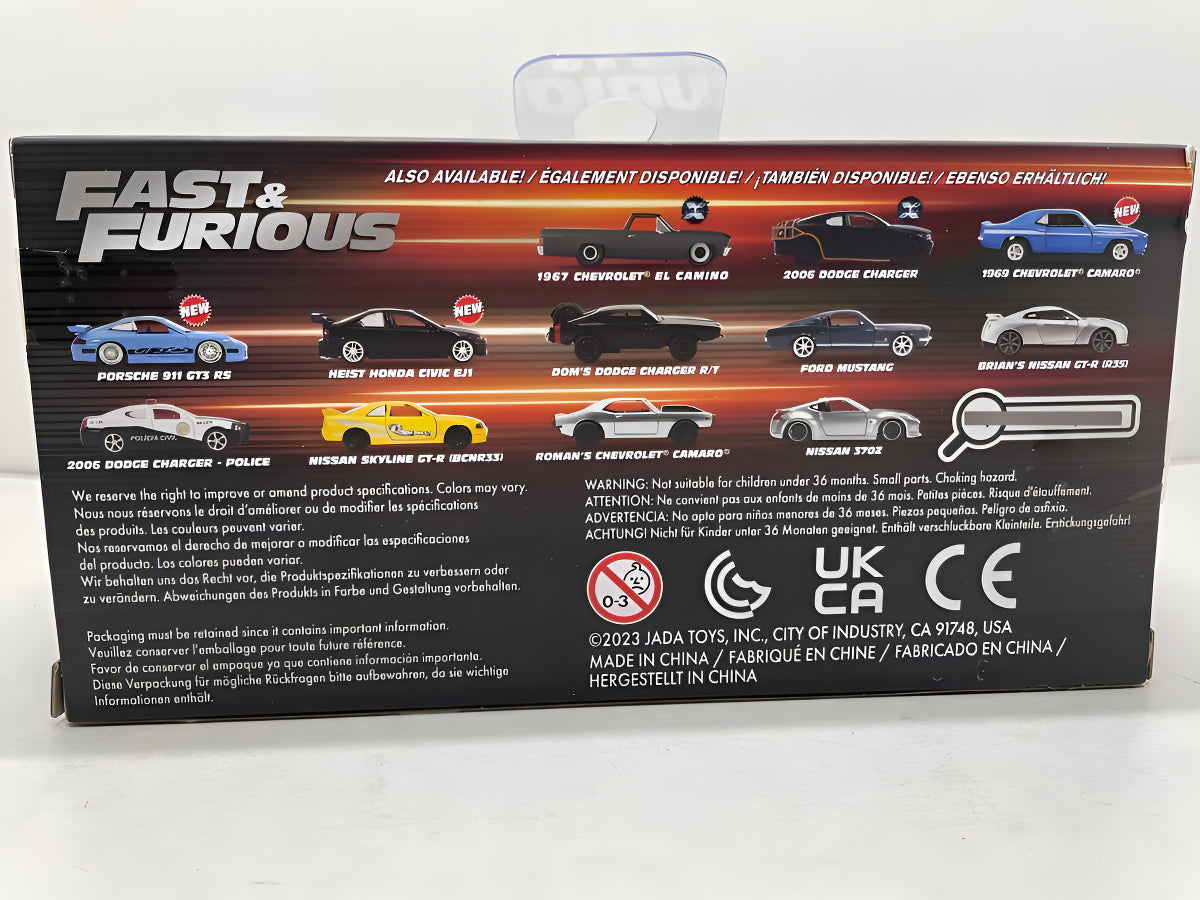 FAST &
FURIOUS
ALSO AVAILABLE! / ÉGALEMENT DISPONIBLE! / ¡TAMBIÉN DISPONIBLE! / EBENSO ERHÄLTLICH!
NEW
1967 CHEVROLET® EL CAMINO
2006 DODGE CHARGER
1969 CHEVROLET® CAMARO®
NEW
NEW
GT3 RS
PORSCHE 911 GT3 RS
HEIST HONDA CIVIC EJ1
DOM'S DODGE CHARGER R/T
FORD MUSTANG
BRIAN'S NISSAN GT-R (R35)
POLICIA CIVIL
2006 DODGE CHARGER - POLICE
NISSAN SKYLINE GT-R (BCNR33)
ROMAN'S CHEVROLET® CAMARO®
NISSAN 370Z
We reserve the right to improve or amend product specifications. Colors may vary.
Nous nous réservons le droit d'améliorer ou de modifier les spécifications
des produits. Les couleurs peuvent varier.
Nos reservamos el derecho de mejorar o modificar las especificaciones
del producto. Los colores pueden variar.
Wir behalten uns das Recht vor, die Produktspezifikationen zu verbessern oder
zu verändern. Abweichungen des Produkts in Farbe und Gestaltung vorbehalten.
Packaging must be retained since it contains important information.
Veuillez conserver l'emballage pour toute future référence.
Favor de conservar el empaque ya que contiene información importante.
Diese Verpackung für mögliche Rückfragen bitte aufbewahren, da sie wichtige
Informationen enthält.
WARNING: Not suitable for children under 36 months. Small parts. Choking hazard.
ATTENTION: Ne convient pas aux enfants de moins de 36 mois. Petites pièces. Risque d'étouffement.
ADVERTENCIA: No apto para niños menores de 36 meses. Piezas pequeñas. Peligro de asfixia.
ACHTUNG! Nicht für Kinder unter 36 Monaten geeignet. Enthält verschluckbare Kleinteile. Erstickungsgefahr!
0-3
UK
CA
CE
©2023 JADA TOYS, INC., CITY OF INDUSTRY, CA 91748, USA
MADE IN CHINA / FABRIQUÉ EN CHINE / FABRICADO EN CHINA /
HERGESTELLT IN CHINA